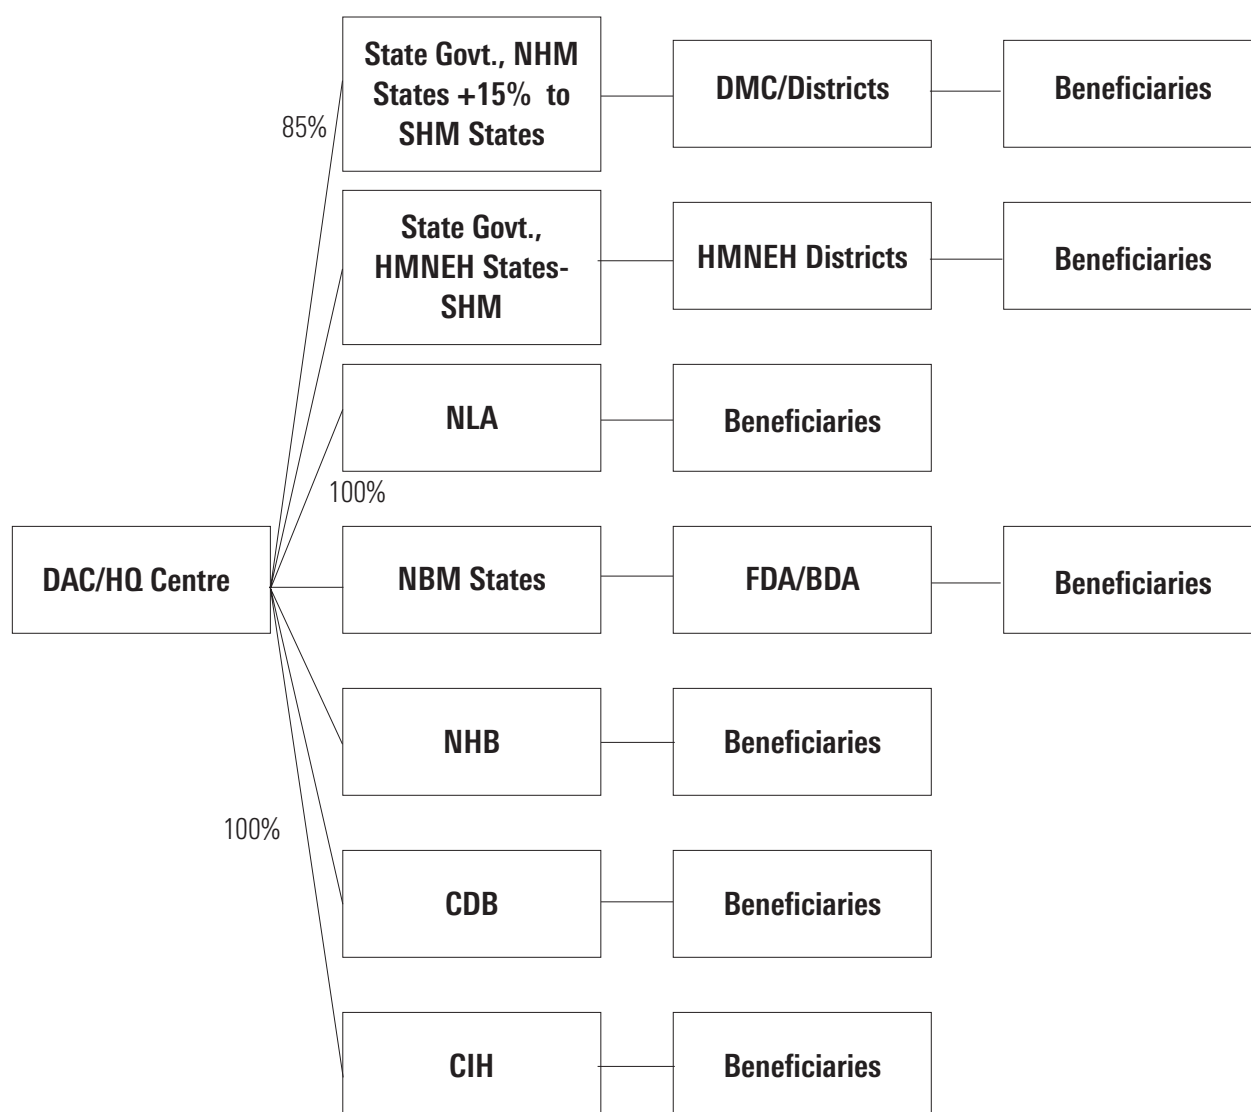 State Govt., NHM
States +15% to
SHM States
DMC/Districts
Beneficiaries
85%
State Govt.,
HMNEH States-
SHM
HMNEH Districts
Beneficiaries
NLA
Beneficiaries
100%
DAC/HQ Centre
NBM States
FDA/BDA
Beneficiaries
NHB
Beneficiaries
100%
CDB
Beneficiaries
CIH
Beneficiaries